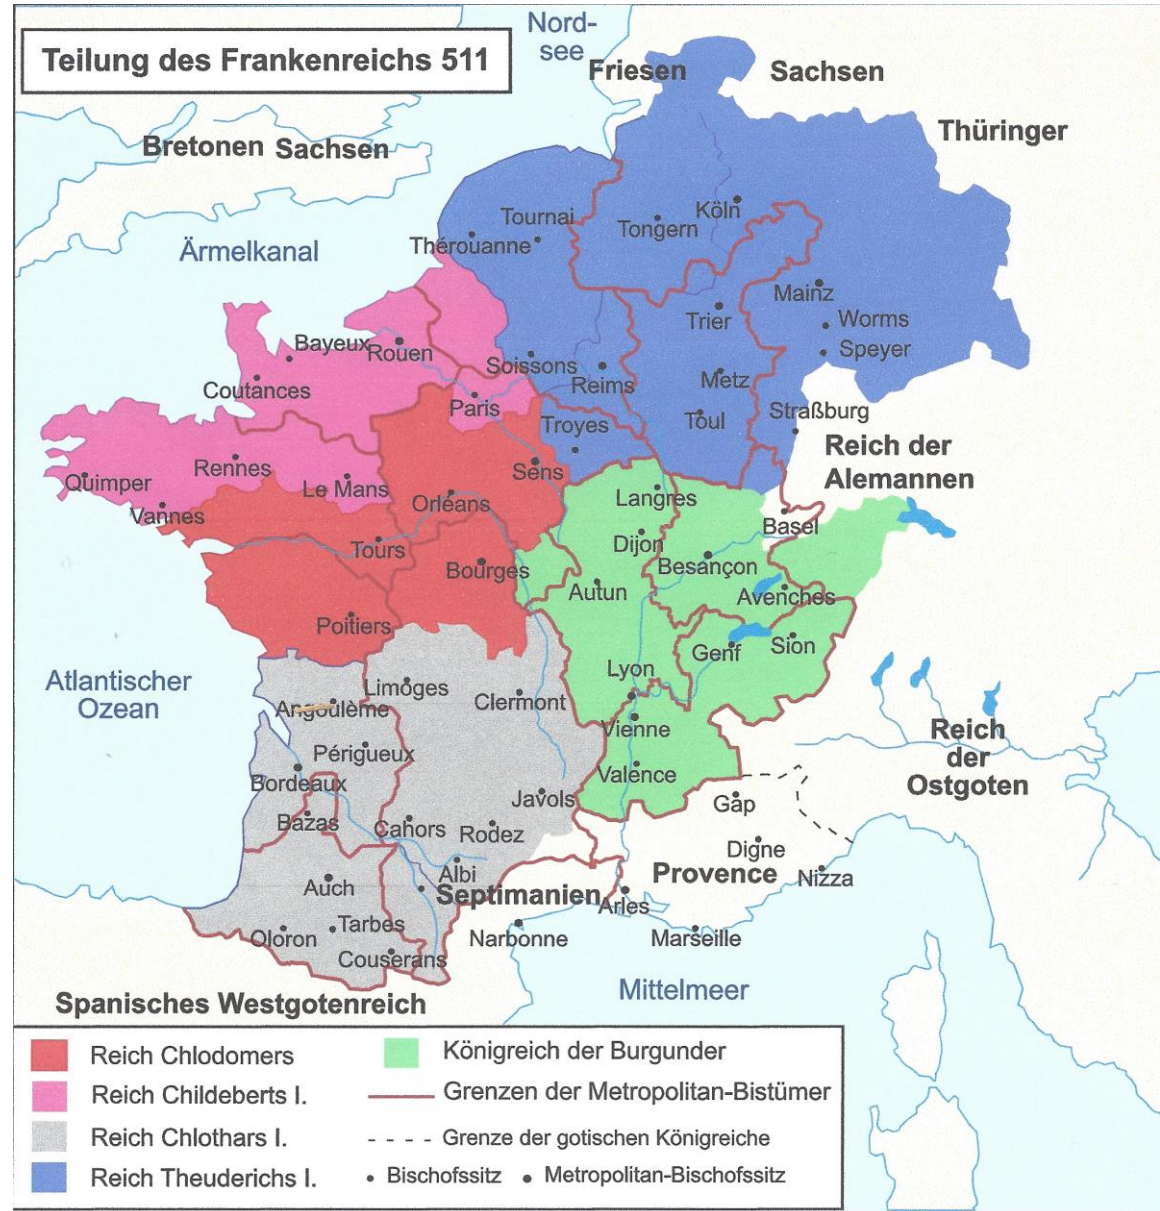 Teilung des Frankenreichs 511
Nord-
see
Friesen
Sachsen
Thüringer
Bretonen
Sachsen
Ärmelkanal
Tournai
Thérouanne
Tongern
Köln
Mainz
Trier
Worms
Speyer
Bayeux
Rouen
Coutances
Soissons
Reims
Metz
Paris
Troyes
Toul
Straßburg
Reich der
Alemannen
Quimper
Rennes
Le Mans
Sens
Vannes
Orléans
Langres
Basel
Tours
Dijon
Besançon
Bourges
Autun
Avenches
Poitiers
Genf
Sion
Lyon
Atlantischer
Ozean
Limoges
Clermont
Angoulème
Vienne
Reich
der
Ostgoten
Périgueux
Bordeaux
Valence
Javols
Gap
Bazas
Cahors
Rodez
Digne
Albi
Provence
Nizza
Auch
Septimanien
Arles
Tarbes
Oloron
Narbonne
Marseille
Couserans
Spanisches Westgotenreich
Mittelmeer
Reich Chlodomers
Reich Childeberts I.
Reich Chlothars I.
Reich Theuderichs I.
Königreich der Burgunder
Grenzen der Metropolitan-Bistümer
Grenze der gotischen Königreiche
Bischofssitz
Metropolitan-Bischofssitz